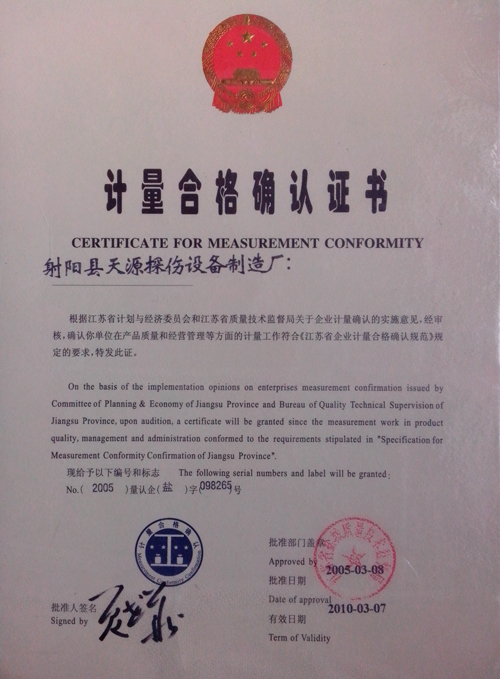 计量合格确认证书
CERTIFICATE FOR MEASUREMENT CONFORMITY
射阳县天源探伤设备制造厂：
根据江苏省计划与经济委员会和江苏省质量技术监督局关于企业计量确认的实施意见，经审
核，确认你单位在产品质量和经营管理等方面的计量工作符合《江苏省企业计量合格确认规范》规
定的要求，特发此证。
On the basis of the implementation opinions on enterprises measurement confirmation issued by
Committee of Planning & Economy of Jiangsu Province and Bureau of Quality Technical Supervision of
Jiangsu Province, upon audition, a certificate will be granted since the measurement work in product
quality, management and administration conformed to the requirements stipulated in "Specification for
Measurement Conformity Confirmation of Jiangsu Province".
现给予以下编号和标志 The following serial numbers and label will be granted:
No.( 2005 )量认企( 盐 )字(098265)号
计量合格确认
Measurement Conformity Confirmation
批准人签名
Signed by
批准部门盖章
Approved by
2005-03-08
批准日期
Date of approval
2010-03-07
有效日期
Term of Validity